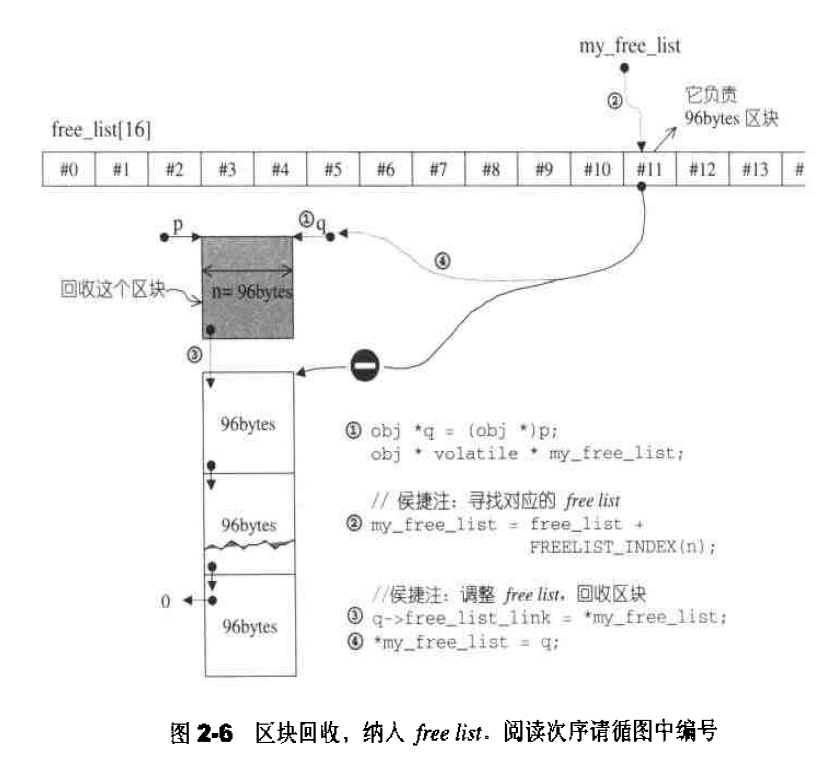 my_free_list
②
它负责
96bytes 区块
free_list[16]
#0 #1 #2 #3 #4 #5 #6 #7 #8 #9 #10 #11 #12 #13 #
p
①q
④
回收这个区块
n= 96bytes
③
96bytes
① obj *q = (obj *)p;
obj * volatile * my_free_list;
// 侯捷注：寻找对应的 free list
96bytes
② my_free_list = free_list +
FREELIST_INDEX(n);
//侯捷注：调整 free list，回收区块
0
③ q->free_list_link = *my_free_list;
96bytes
④ *my_free_list = q;
图 2-6 区块回收，纳入 free list. 阅读次序请循图中编号